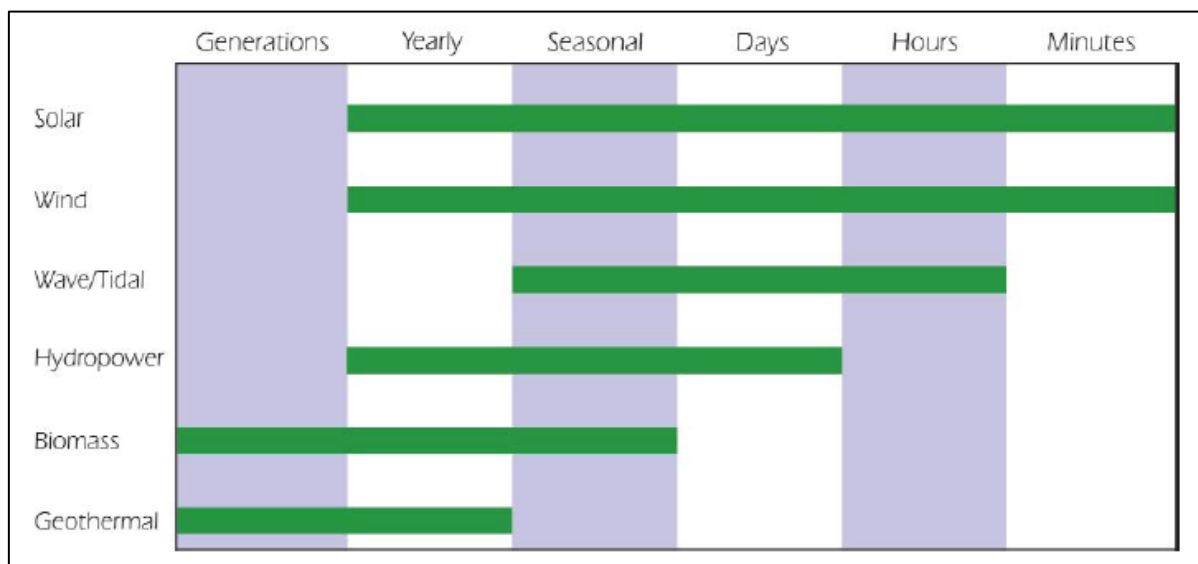 Generations Yearly Seasonal Days Hours Minutes
Solar
Wind
Wave/Tidal
Hydropower
Biomass
Geothermal